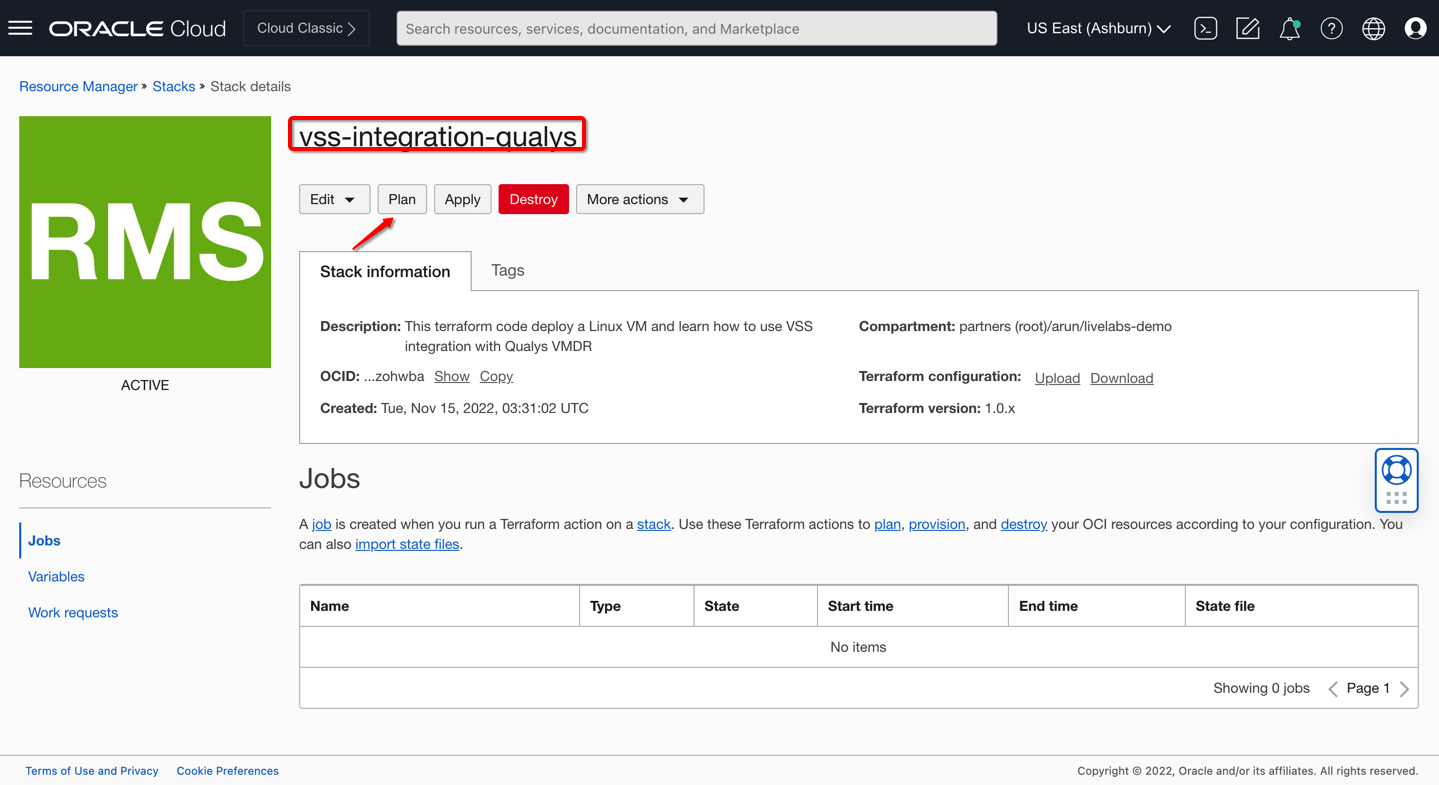 ORACLE Cloud
Cloud Classic
Search resources, services, documentation, and Marketplace
US East (Ashburn)
Resource Manager » Stacks » Stack details
RMS
ACTIVE
vss-integration-qualys
Edit
Plan
Apply
Destroy
More actions
Stack information
Tags
Description: This terraform code deploy a Linux VM and learn how to use VSS
integration with Qualys VMDR
OCID: ...zohwba Show Copy
Created: Tue, Nov 15, 2022, 03:31:02 UTC
Compartment: partners (root)/arun/livelabs-demo
Terraform configuration: Upload Download
Terraform version: 1.0.x
Resources
Jobs
Variables
Work requests
Jobs
A job is created when you run a Terraform action on a stack. Use these Terraform actions to plan, provision, and destroy your OCI resources according to your configuration. You
can also import state files.
Name Type State Start time End time State file
No items
Showing 0 jobs
Page 1
Terms of Use and Privacy
Cookie Preferences
Copyright © 2022, Oracle and/or its affiliates. All rights reserved.